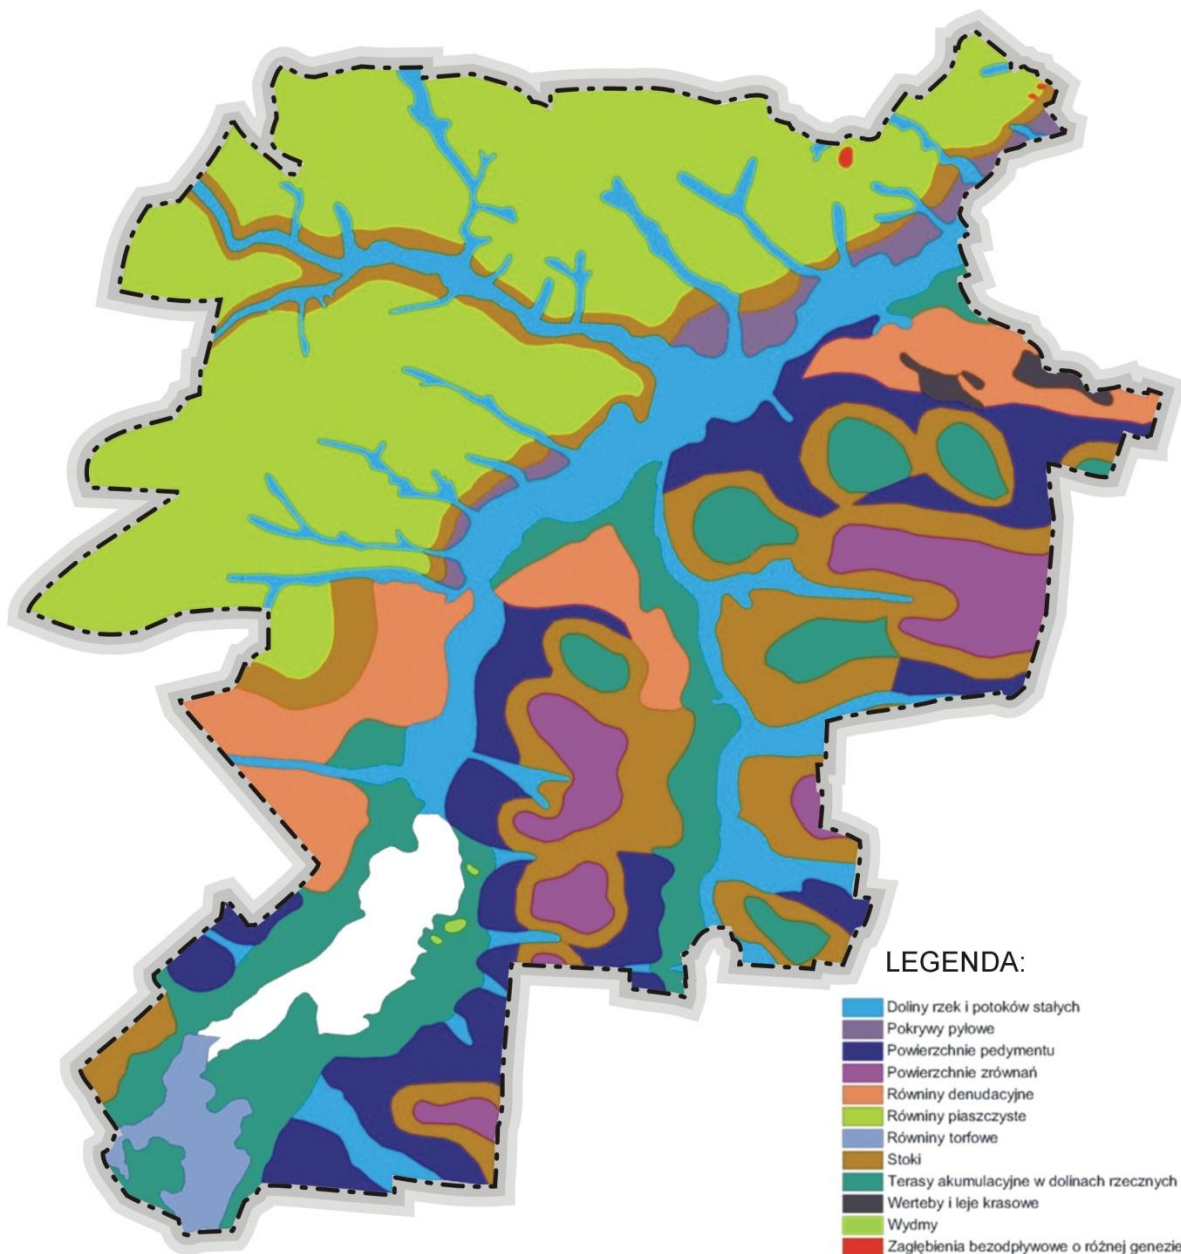 LEGENDA:
Doliny rzek i potoków stałych
Pokrywy pyłowe
Powierzchnie pedymentu
Powierzchnie zrównań
Równiny denudacyjne
Równiny piaszczyste
Równiny torfowe
Stoki
Terasy akumulacyjne w dolinach rzecznych
Werteby i leje krasowe
Wydmy
Zagłębienia bezodpływowe o różnej genezie